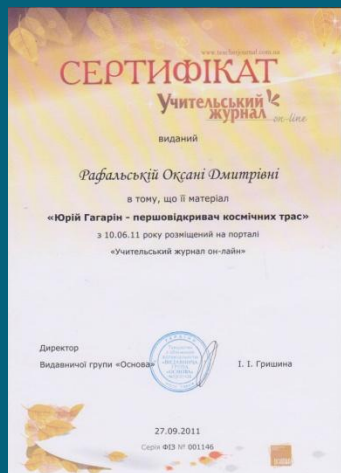 www.teacherjournal.com.ua
СЕРТИФІКАТ
Учительський
журнал on-line
виданий
Рафальській Оксані Дмитрівні
в тому, що її матеріал
«Юрій Гагарін - першовідкривач космічних трас»
з 10.06.11 року розміщений на порталі
«Учительський журнал он-лайн»
Директор
Видавничої групи «Основа» І. І. Гришина
27.09.2011
Серія ФІЗ № 001146